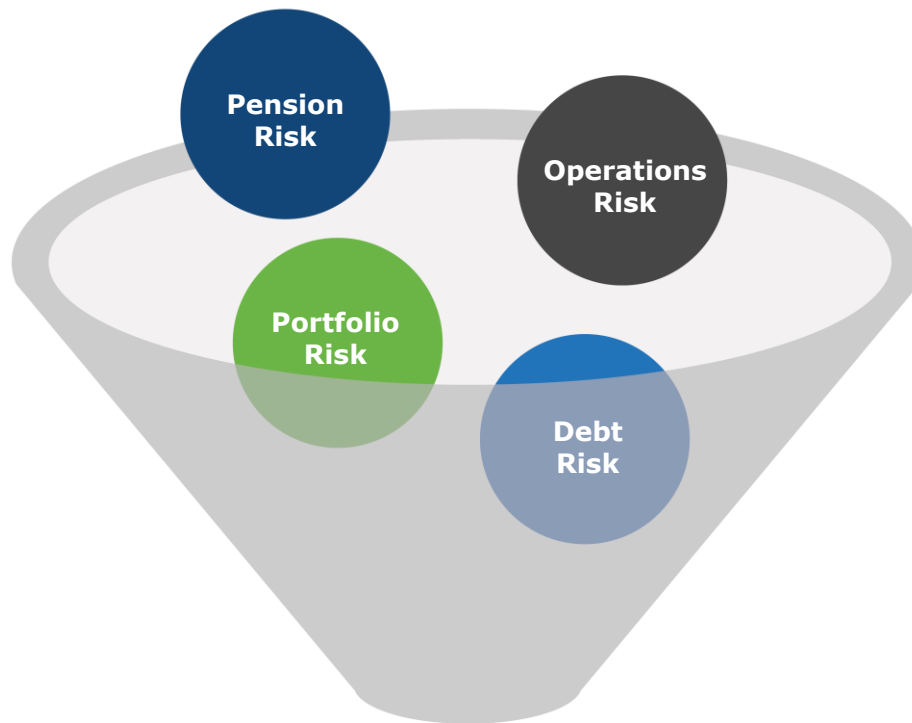 Pension
Risk
Operations
Risk
Portfolio
Risk
Debt
Risk